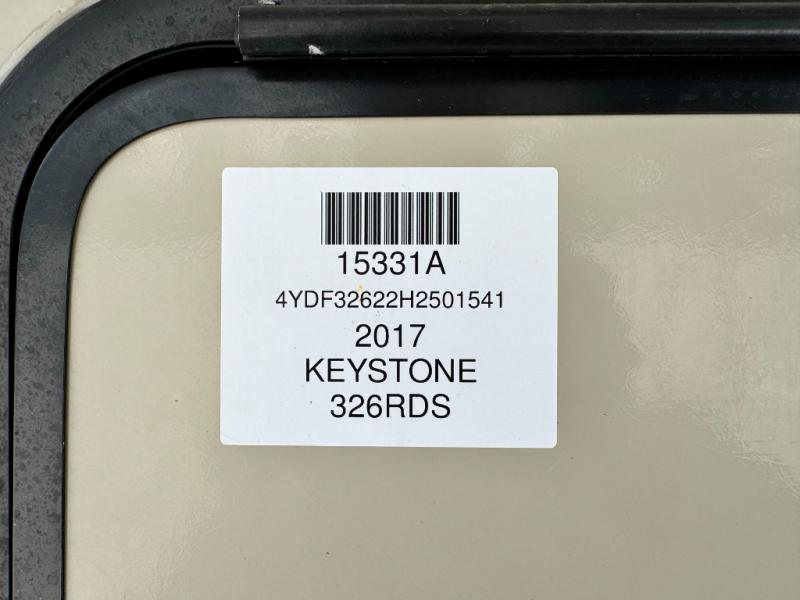 15331A
4YDF32622H2501541
2017
KEYSTONE
326RDS